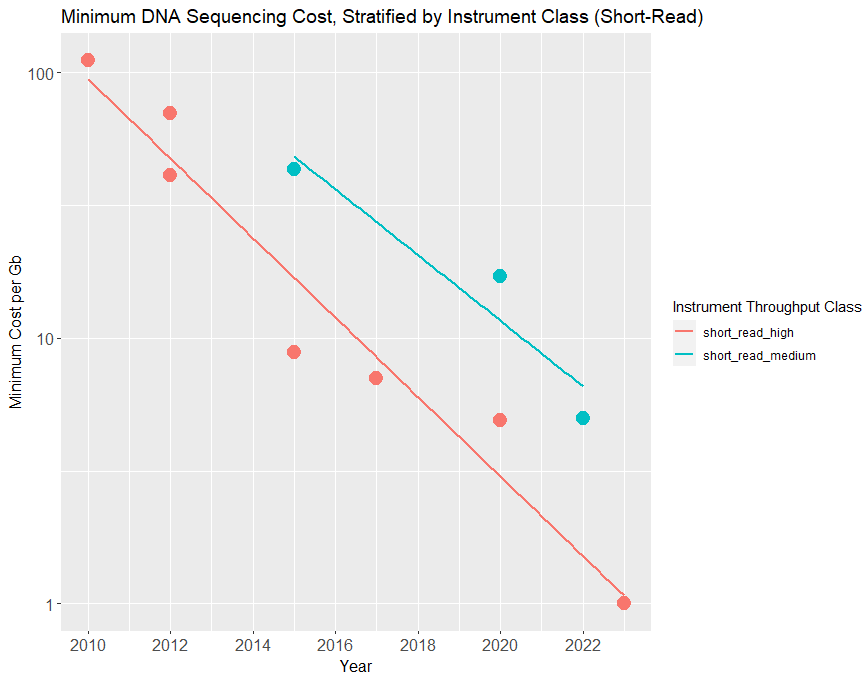 Minimum DNA Sequencing Cost, Stratified by Instrument Class (Short-Read)
100
10
1
Minimum Cost per Gb
2010 2012 2014 2016 2018 2020 2022
Year
Instrument Throughput Class
short_read_high
short_read_medium